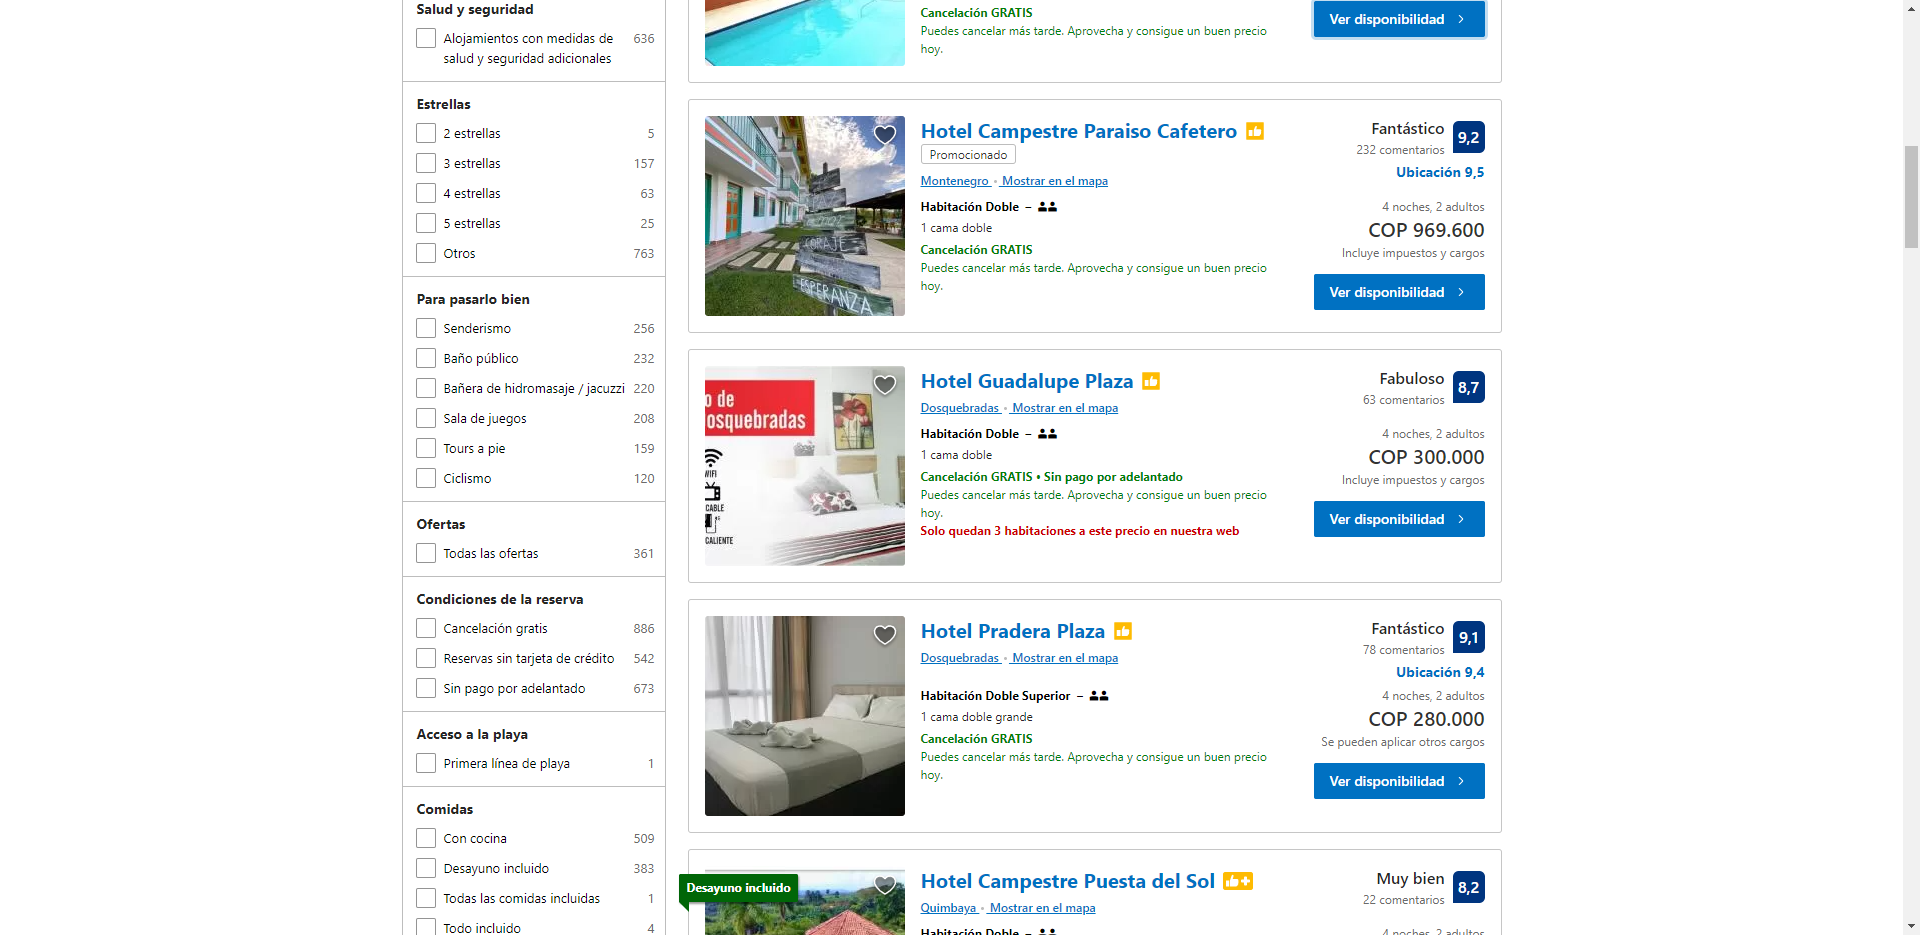 Salud y seguridad
Alojamientos con medidas de 636
salud y seguridad adicionales
Estrellas
2 estrellas 5
3 estrellas 157
4 estrellas 63
5 estrellas 25
Otros 763
Para pasarlo bien
Senderismo 256
Baño público 232
Bañera de hidromasaje / jacuzzi 220
Sala de juegos 208
Tours a pie 159
Ciclismo 120
Ofertas
Todas las ofertas 361
Condiciones de la reserva
Cancelación gratis 886
Reservas sin tarjeta de crédito 542
Sin pago por adelantado 673
Acceso a la playa
Primera línea de playa 1
Comidas
Con cocina 509
Desayuno incluido 383
Todas las comidas incluidas 1
Todo incluido 4
Cancelación GRATIS
Puedes cancelar más tarde. Aprovecha y consigue un buen precio
hoy.
Ver disponibilidad
CORAJE
ESPERANZA
Hotel Campestre Paraiso Cafetero
Promocionado
Montenegro • Mostrar en el mapa
Habitación Doble –
1 cama doble
Cancelación GRATIS
Puedes cancelar más tarde. Aprovecha y consigue un buen precio
hoy.
Fantástico 9,2
232 comentarios
Ubicación 9,5
4 noches, 2 adultos
COP 969.600
Incluye impuestos y cargos
Ver disponibilidad
o de
osquebradas
WIFI
CABLE
CALIENTE
Hotel Guadalupe Plaza
Dosquebradas • Mostrar en el mapa
Habitación Doble –
1 cama doble
Cancelación GRATIS • Sin pago por adelantado
Puedes cancelar más tarde. Aprovecha y consigue un buen precio
hoy.
Solo quedan 3 habitaciones a este precio en nuestra web
Fabuloso 8,7
63 comentarios
4 noches, 2 adultos
COP 300.000
Incluye impuestos y cargos
Ver disponibilidad
Hotel Pradera Plaza
Dosquebradas • Mostrar en el mapa
Habitación Doble Superior –
1 cama doble grande
Cancelación GRATIS
Puedes cancelar más tarde. Aprovecha y consigue un buen precio
hoy.
Fantástico 9,1
78 comentarios
Ubicación 9,4
4 noches, 2 adultos
COP 280.000
Se pueden aplicar otros cargos
Ver disponibilidad
Desayuno incluido
Hotel Campestre Puesta del Sol
Quimbaya • Mostrar en el mapa
Habitación Doble –
Muy bien 8,2
22 comentarios
4 noches, 2 adultos